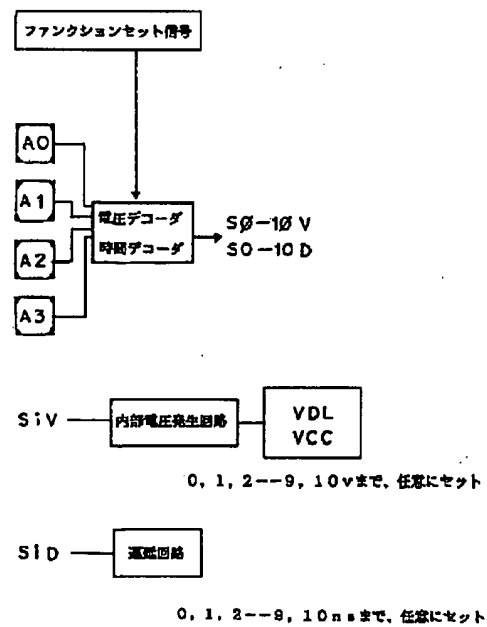 ファンクションセット信号
A0
A1
A2
A3
電圧デコーダ
時間デコーダ
SØ-1Ø V
SO-10 D
SiV
内部電圧発生回路
VDL
VCC
0, 1, 2--9, 10vまで、任意にセット
SiD
遅延回路
0, 1, 2--9, 10nsまで、任意にセット